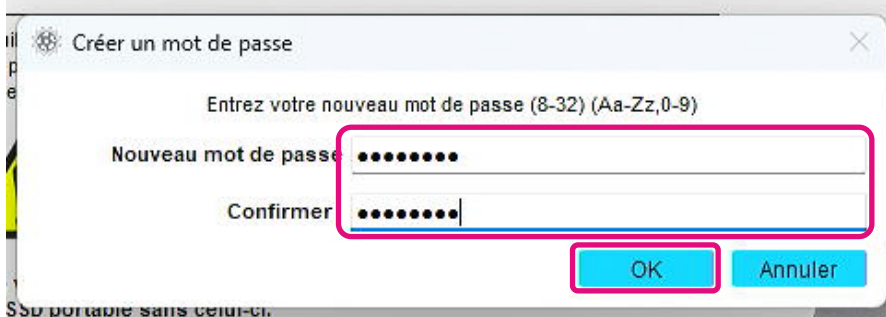 Créer un mot de passe
Entrez votre nouveau mot de passe (8-32) (Aa-Zz,0-9)
Nouveau mot de passe ••••••••
Confirmer ••••••••
OK Annuler
SSD portable sans celui-ci.